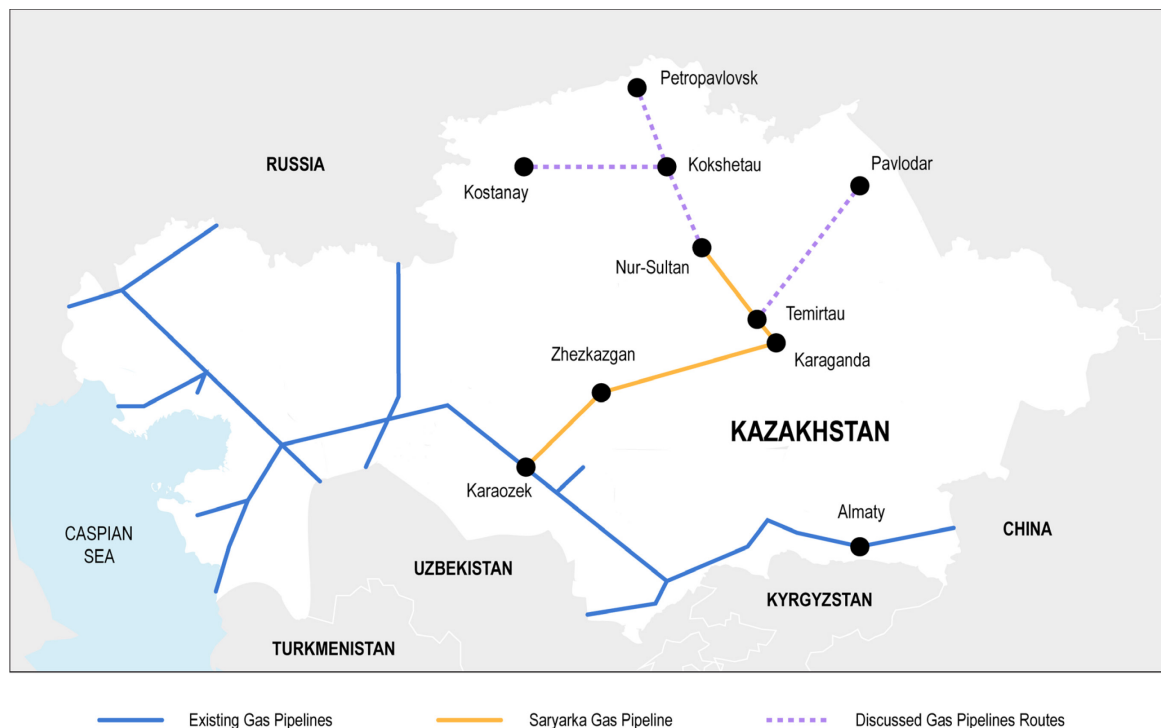 Petropavlovsk
RUSSIA
Kokshetau
Pavlodar
Kostanay
Nur-Sultan
Temirtau
Zhezkazgan
Karaganda
KAZAKHSTAN
Karaozek
Almaty
CASPIAN
SEA
CHINA
UZBEKISTAN
KYRGYZSTAN
TURKMENISTAN
Existing Gas Pipelines
Saryarka Gas Pipeline
Discussed Gas Pipelines Routes